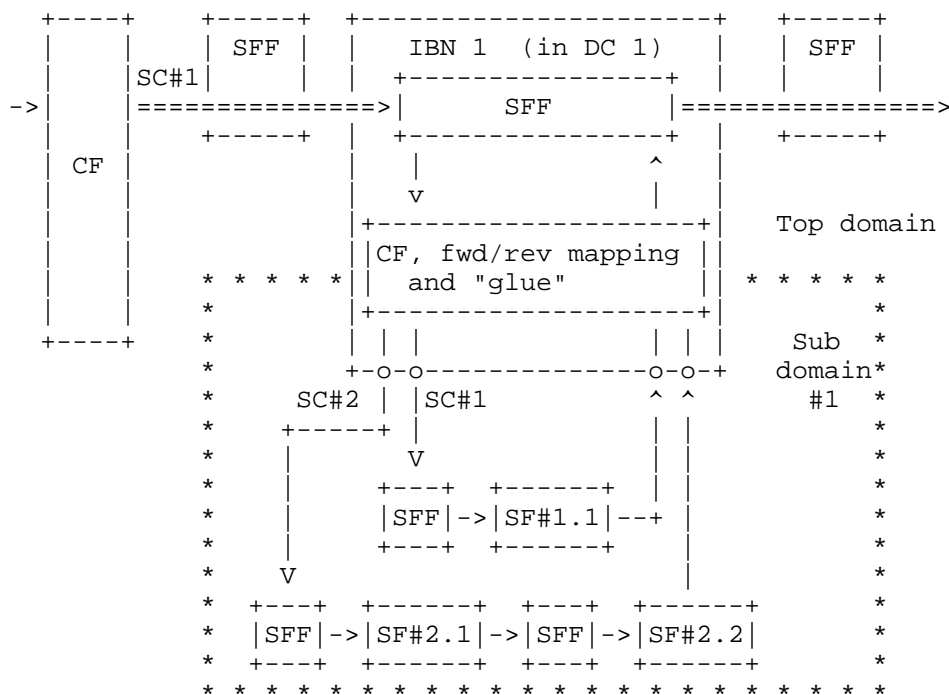 +----+     +-----+  +----------------------+   +-----+
|    |     | SFF |  |   IBN 1  (in DC 1)   |   | SFF |
|    |SC#1 |     |  |  +----------------+  |   |     |
->|    |===============>|      SFF       |================>
|    |     +-----+  |  +----------------+  |   +-----+
| CF |              |   |              ^   |
|    |              |   v              |   |
|    |              |+--------------------+|   Top domain
|    |              ||CF, fwd/rev mapping ||
|    |    * * * * * ||  and "glue"        || * * * * *
|    |    *         |+--------------------+|         *
+----+    *         | | |              | | |   Sub   *
*         +-o-o--------------o-o-+  domain*
*     SC#2  | |SC#1          ^ ^     #1   *
*    +-----+  |              | |          *
*    |        V              | |          *
*    |      +---+  +------+  | |          *
*    |      |SFF|->|SF#1.1|--+ |          *
*    |      +---+  +------+    |          *
*    V                         |          *
*  +---+  +------+  +---+  +------+       *
*  |SFF|->|SF#2.1|->|SFF|->|SF#2.2|       *
*  +---+  +------+  +---+  +------+       *
* * * * * * * * * * * * * * * * * * * * * *